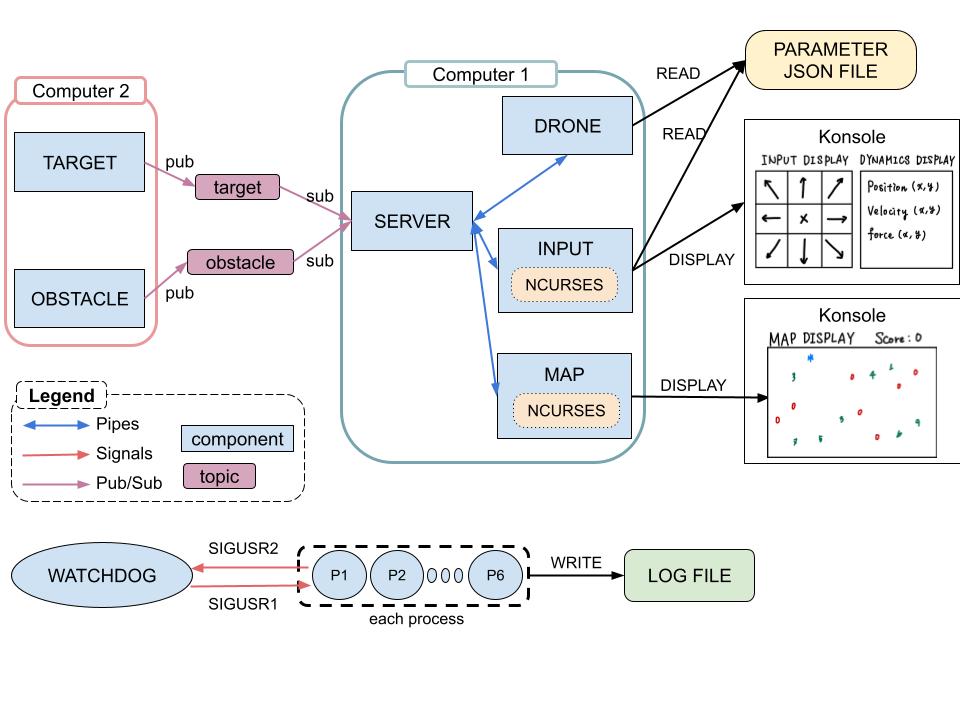 PARAMETER
JSON FILE
Computer 1
Computer 2
READ
READ
DRONE
TARGET
pub
target
sub
SERVER
INPUT
NCURSES
DISPLAY
obstacle
sub
OBSTACLE
pub
MAP
NCURSES
DISPLAY
Konsole
INPUT DISPLAY
DYNAMICS DISPLAY
Position (x,y)
Velocity (x,y)
force (x,y)
x
Konsole
MAP DISPLAY Score: 0
Legend
Pipes
Signals
Pub/Sub
component
topic
WATCHDOG
SIGUSR2
SIGUSR1
P1
P2
P6
each process
WRITE
LOG FILE